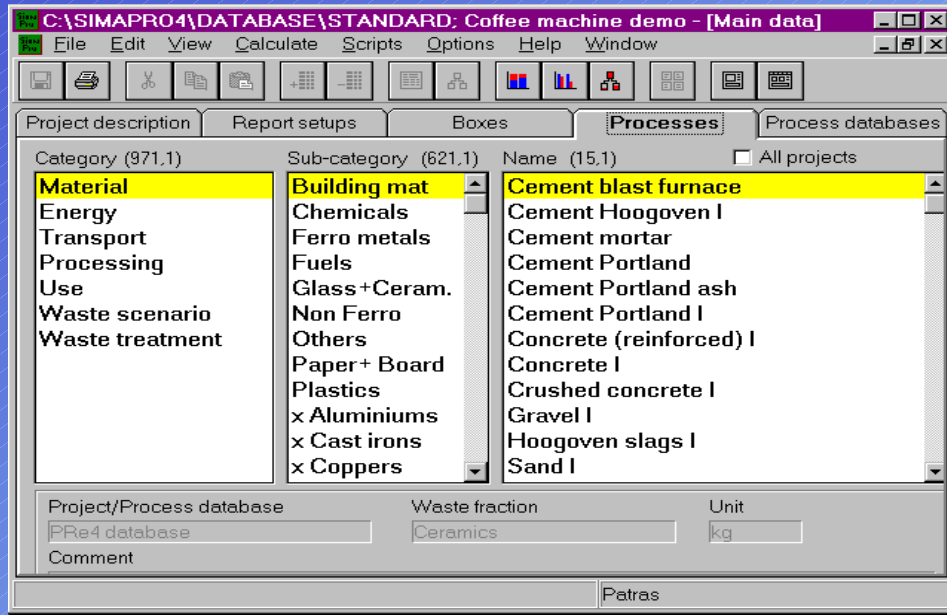 C:\SIMAPRO4\DATABASE\STANDARD; Coffee machine demo - [Main data]
File Edit View Calculate Scripts Options Help Window
Project description Report setups Boxes Processes Process databases
Category (971,1) Sub-category (621,1) Name (15,1) All projects
Material Building mat Cement blast furnace
Energy Chemicals Cement Hoogoven I
Transport Ferro metals Cement mortar
Processing Fuels Cement Portland
Use Glass+Ceram. Cement Portland ash
Waste scenario Non Ferro Cement Portland I
Waste treatment Others Concrete (reinforced) I
Paper+ Board Concrete I
Plastics Crushed concrete I
x Aluminiums Gravel I
x Cast irons Hoogoven slags I
x Coppers Sand I
Project/Process database Waste fraction Unit
PRe4 database Ceramics kg
Comment
Patras